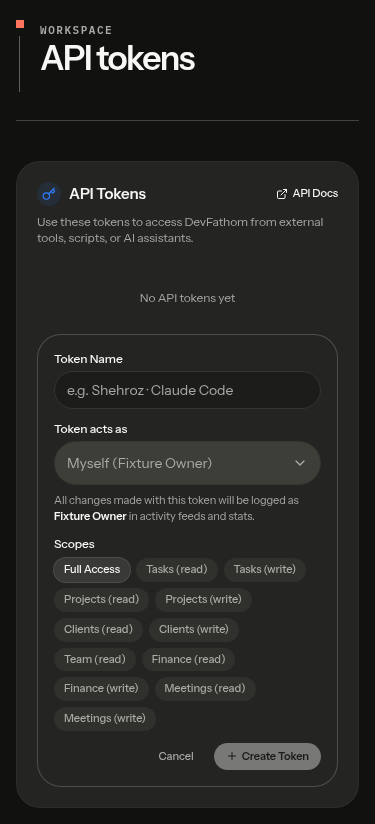 WORKSPACE
API tokens
API Tokens
API Docs
Use these tokens to access DevFathom from external
tools, scripts, or AI assistants.
No API tokens yet
Token Name
e.g. Shehroz · Claude Code
Token acts as
Myself (Fixture Owner)
All changes made with this token will be logged as
Fixture Owner in activity feeds and stats.
Scopes
Full Access Tasks (read) Tasks (write)
Projects (read) Projects (write)
Clients (read) Clients (write)
Team (read) Finance (read)
Finance (write) Meetings (read)
Meetings (write)
Cancel + Create Token